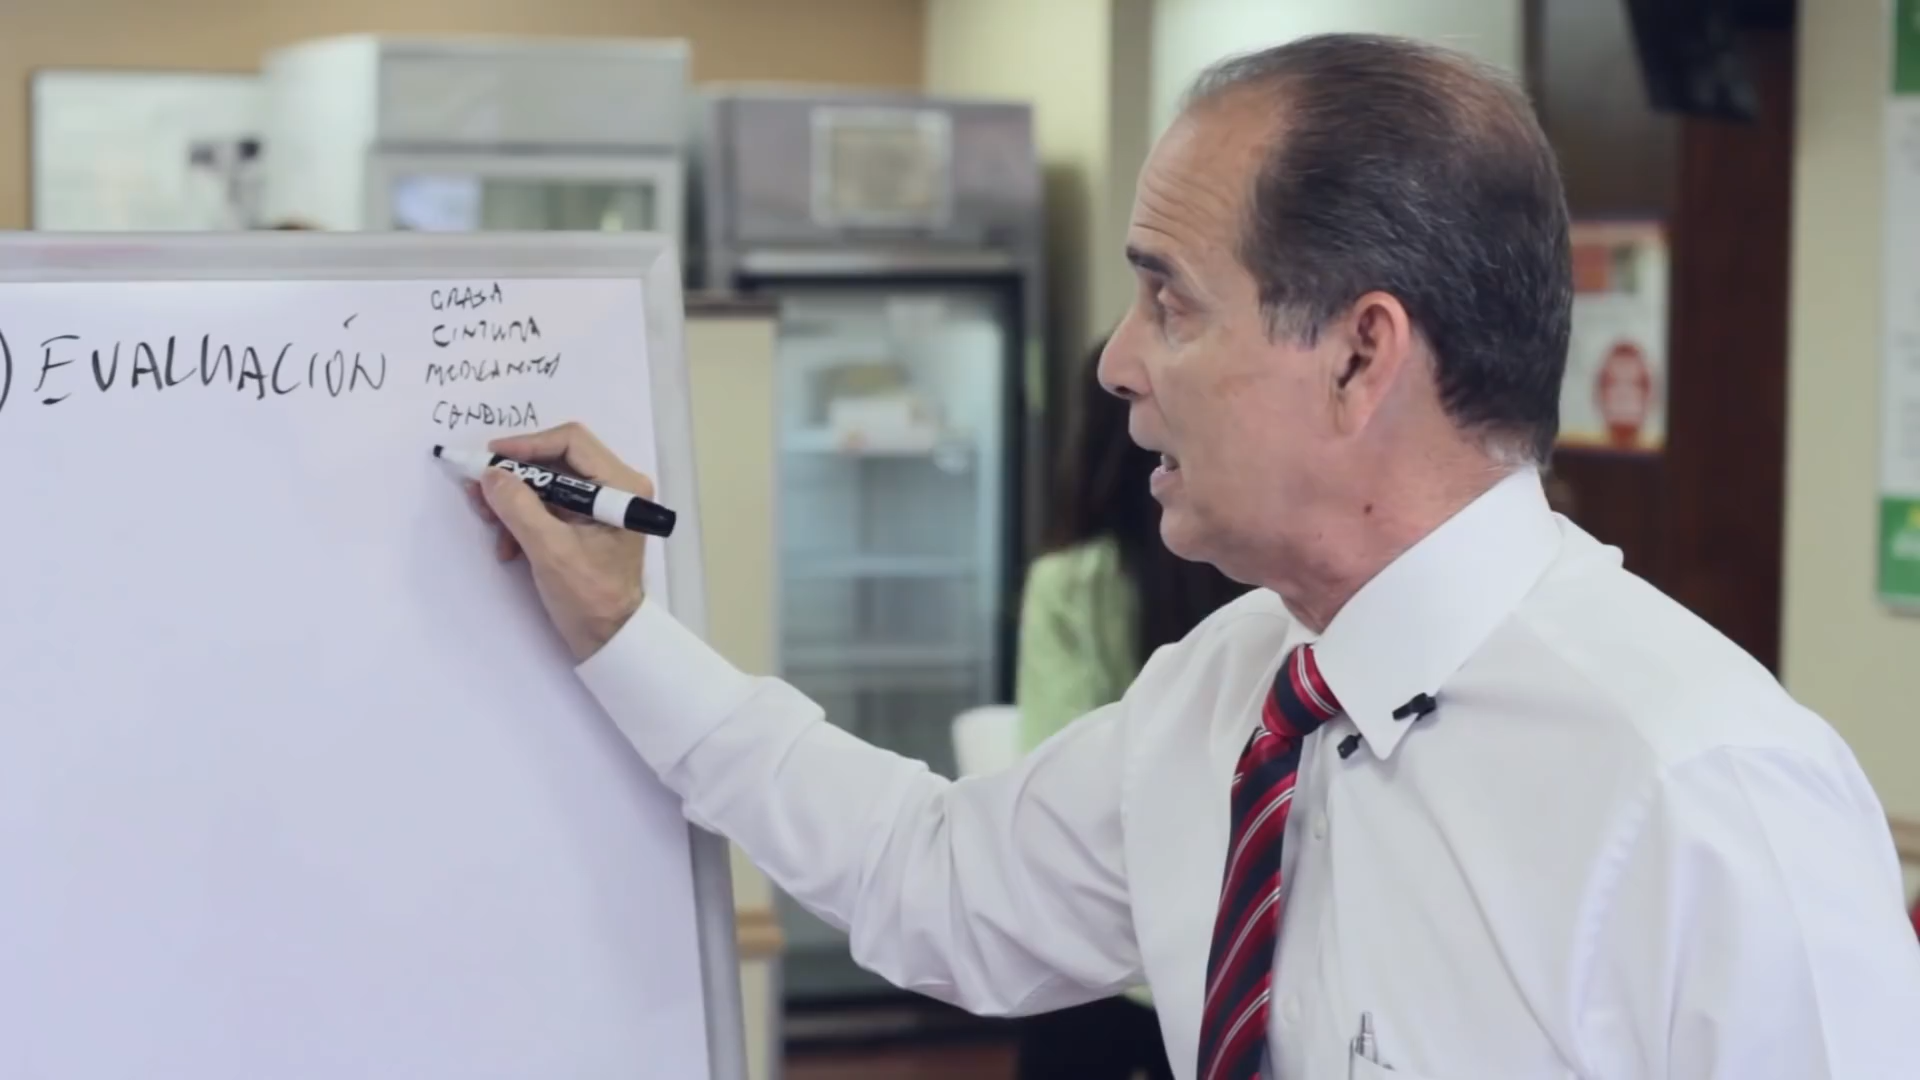 ) EVALUACIÓN
GRASA
CINTURA
MEDICAMENTOS
CANDIDA
EXPO